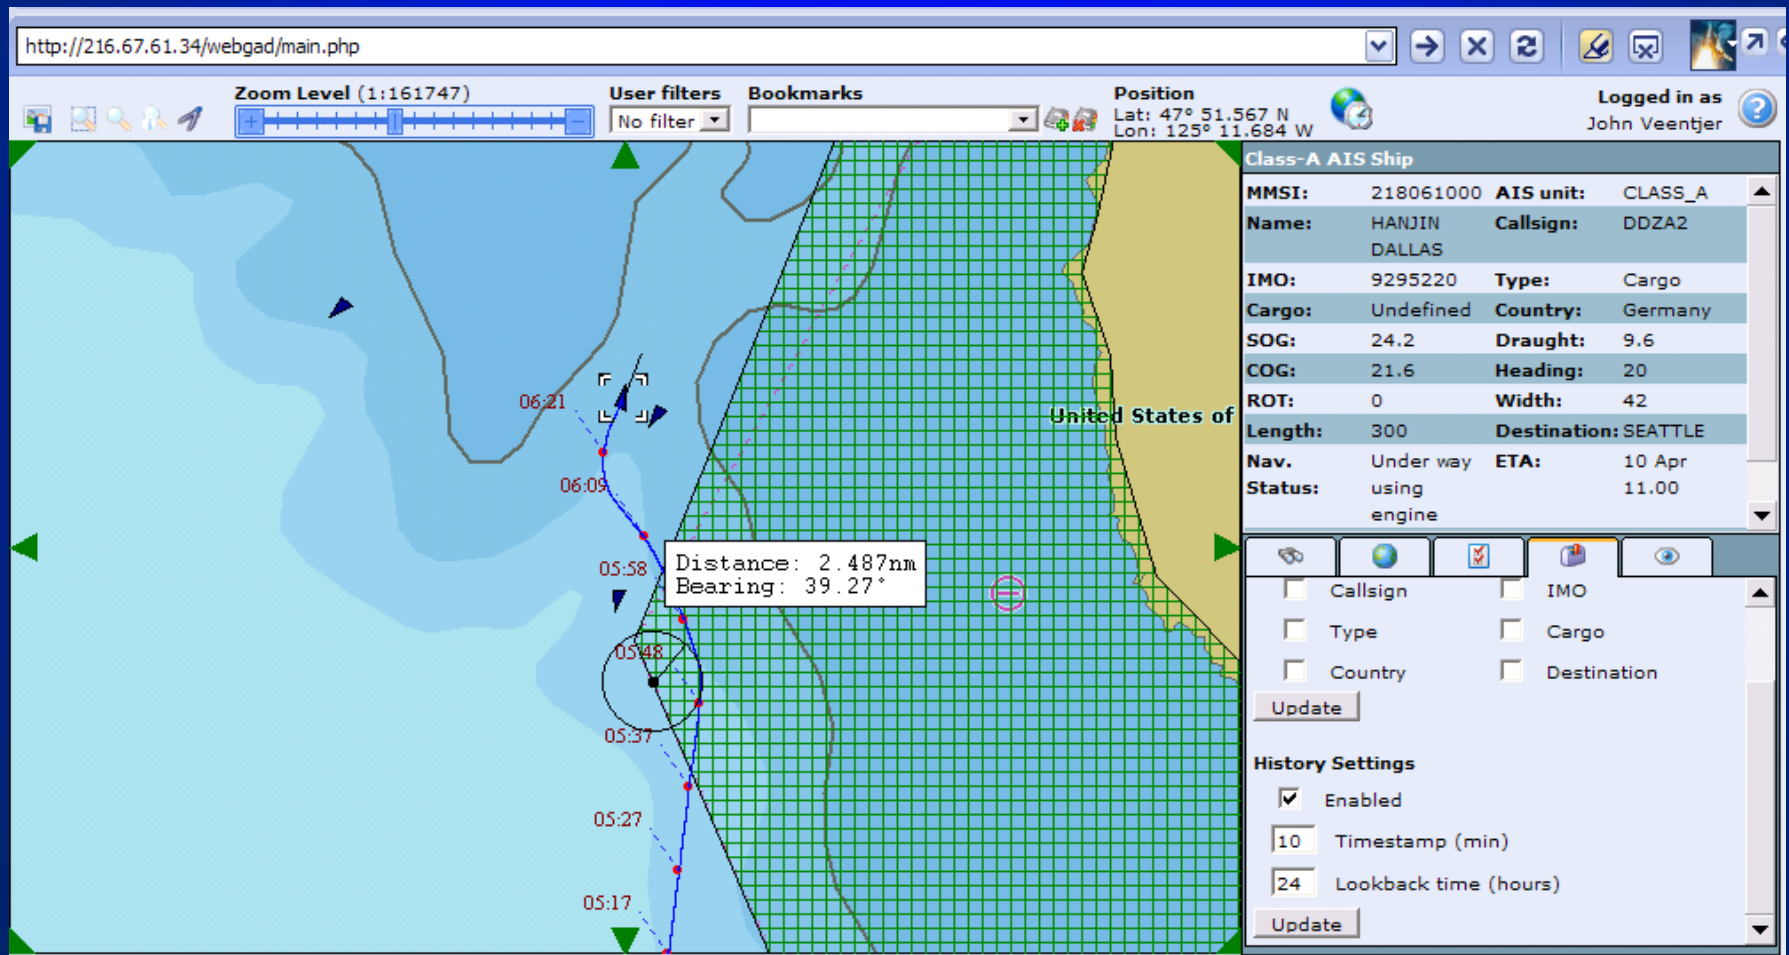 http://216.67.61.34/webgad/main.php
Zoom Level (1:161747)
User filters
No filter
Bookmarks
Position
Lat: 47° 51.567 N
Lon: 125° 11.684 W
Logged in as
John Veentjer
06:21
06:09
05:58
05:48
05:37
05:27
05:17
Distance: 2.487nm
Bearing: 39.27°
United States of
Class-A AIS Ship
MMSI: 218061000 AIS unit: CLASS_A
Name: HANJIN Callsign: DDZA2
DALLAS
IMO: 9295220 Type: Cargo
Cargo: Undefined Country: Germany
SOG: 24.2 Draught: 9.6
COG: 21.6 Heading: 20
ROT: 0 Width: 42
Length: 300 Destination: SEATTLE
Nav. Under way ETA: 10 Apr
Status: using 11.00
engine
Callsign IMO
Type Cargo
Country Destination
Update
History Settings
Enabled
10 Timestamp (min)
24 Lookback time (hours)
Update